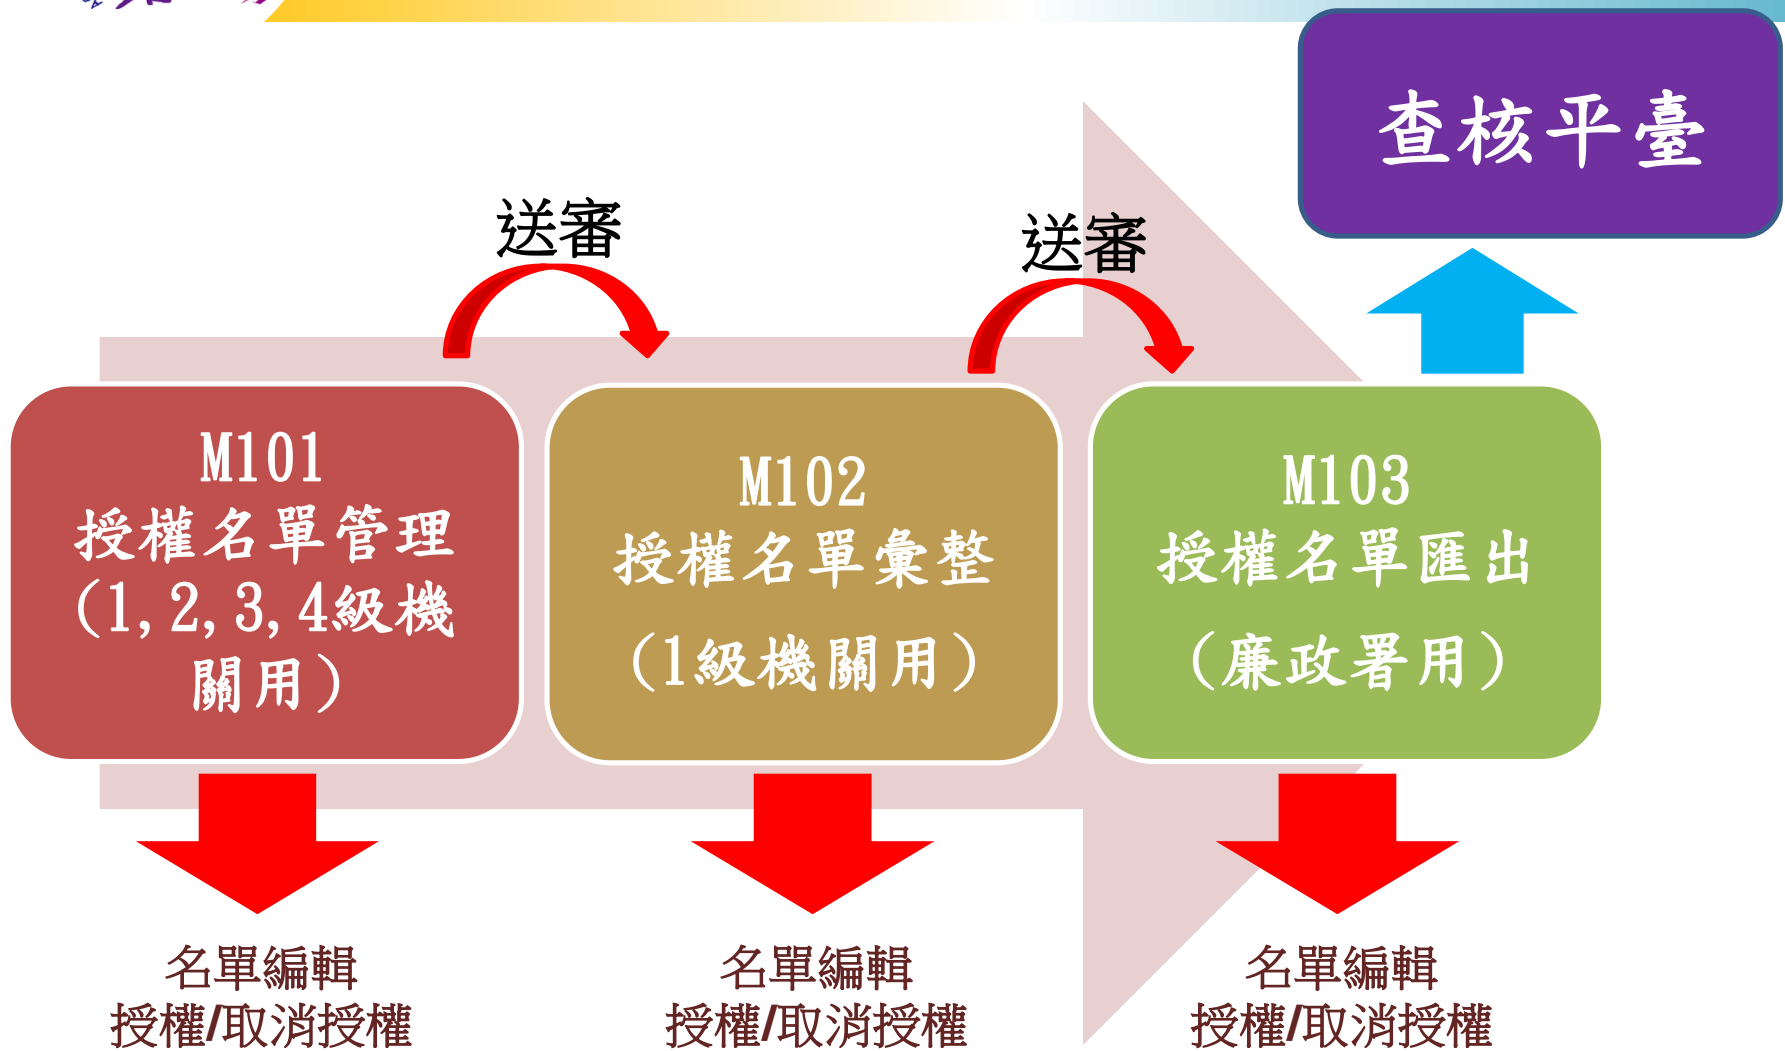 查核平臺
送審
送審
M101
授權名單管理
(1,2,3,4級機
關用)
M102
授權名單彙整
(1級機關用)
M103
授權名單匯出
(廉政署用)
名單編輯
授權/取消授權
名單編輯
授權/取消授權
名單編輯
授權/取消授權